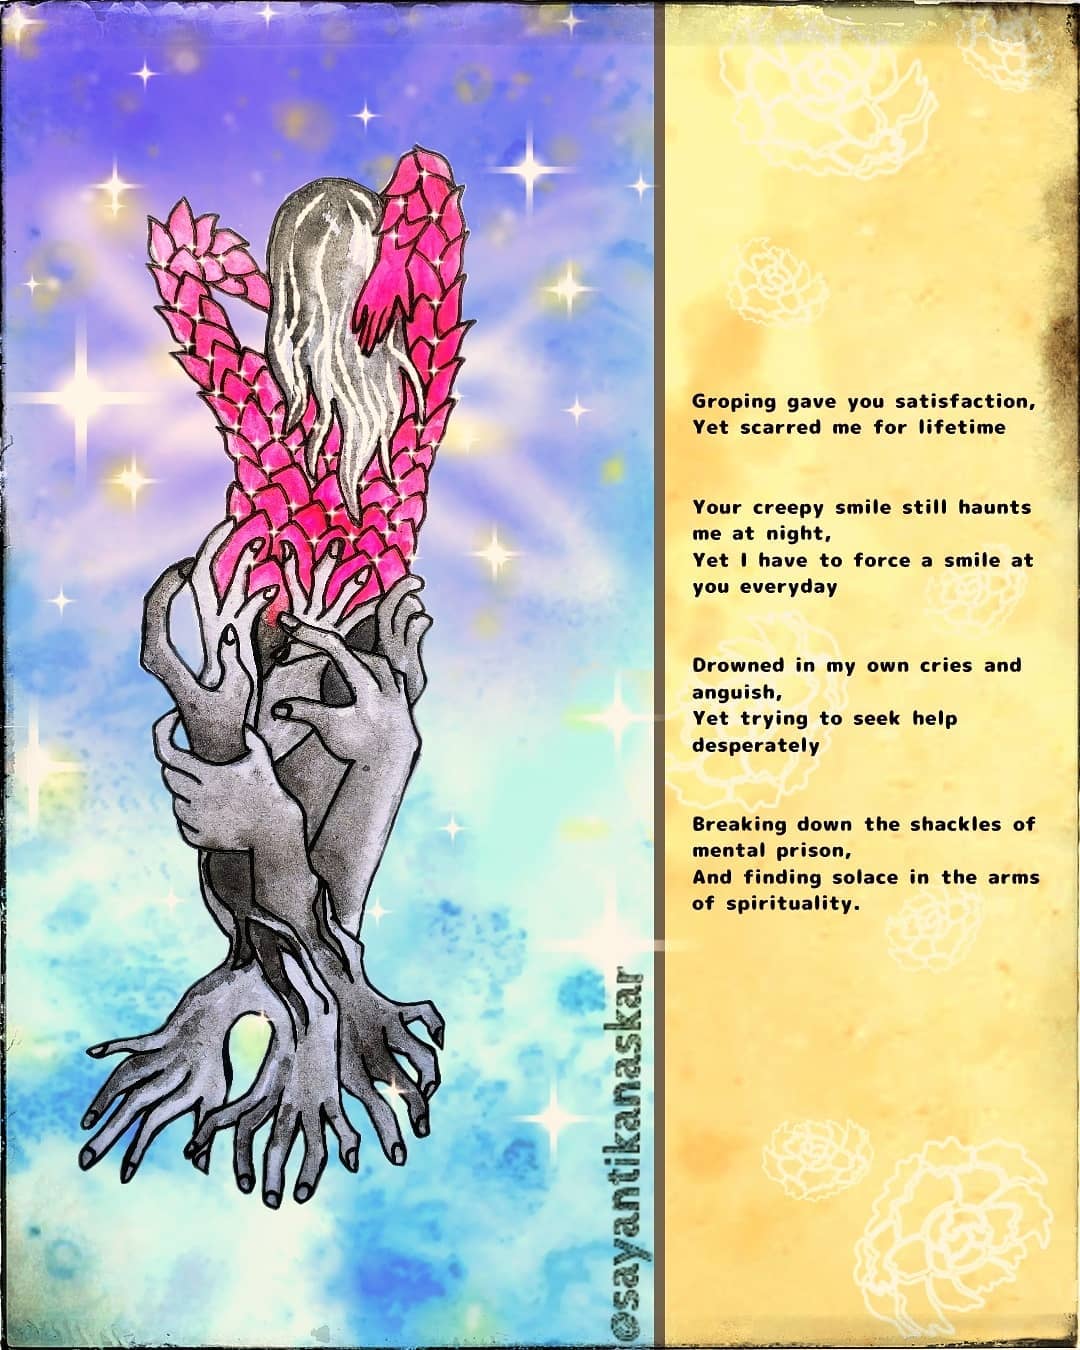 Groping gave you satisfaction,
Yet scarred me for lifetime
Your creepy smile still haunts
me at night,
Yet I have to force a smile at
you everyday
Drowned in my own cries and
anguish,
Yet trying to seek help
desperately
Breaking down the shackles of
mental prison,
And finding solace in the arms
of spirituality.
@sayantikanaskar